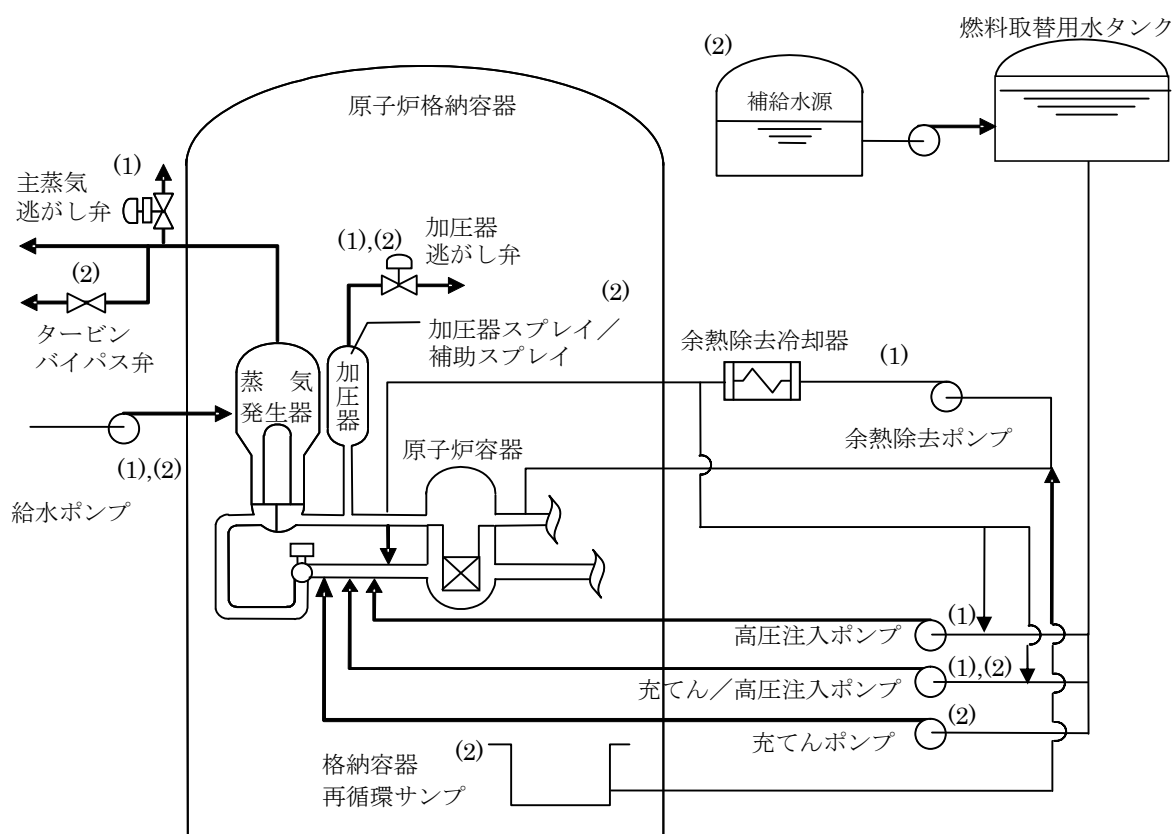 燃料取替用水タンク
(2)
補給水源
原子炉格納容器
(1)
主蒸気
逃がし弁
(1),(2)
加圧器
逃がし弁
(2)
(2)
タービン
バイパス弁
加圧器スプレイ／
補助スプレイ
余熱除去冷却器
(1)
蒸 気
発生器
加圧器
原子炉容器
余熱除去ポンプ
(1),(2)
給水ポンプ
(1)
高圧注入ポンプ
(1),(2)
充てん／高圧注入ポンプ
(2)
充てんポンプ
(2)
格納容器
再循環サンプ